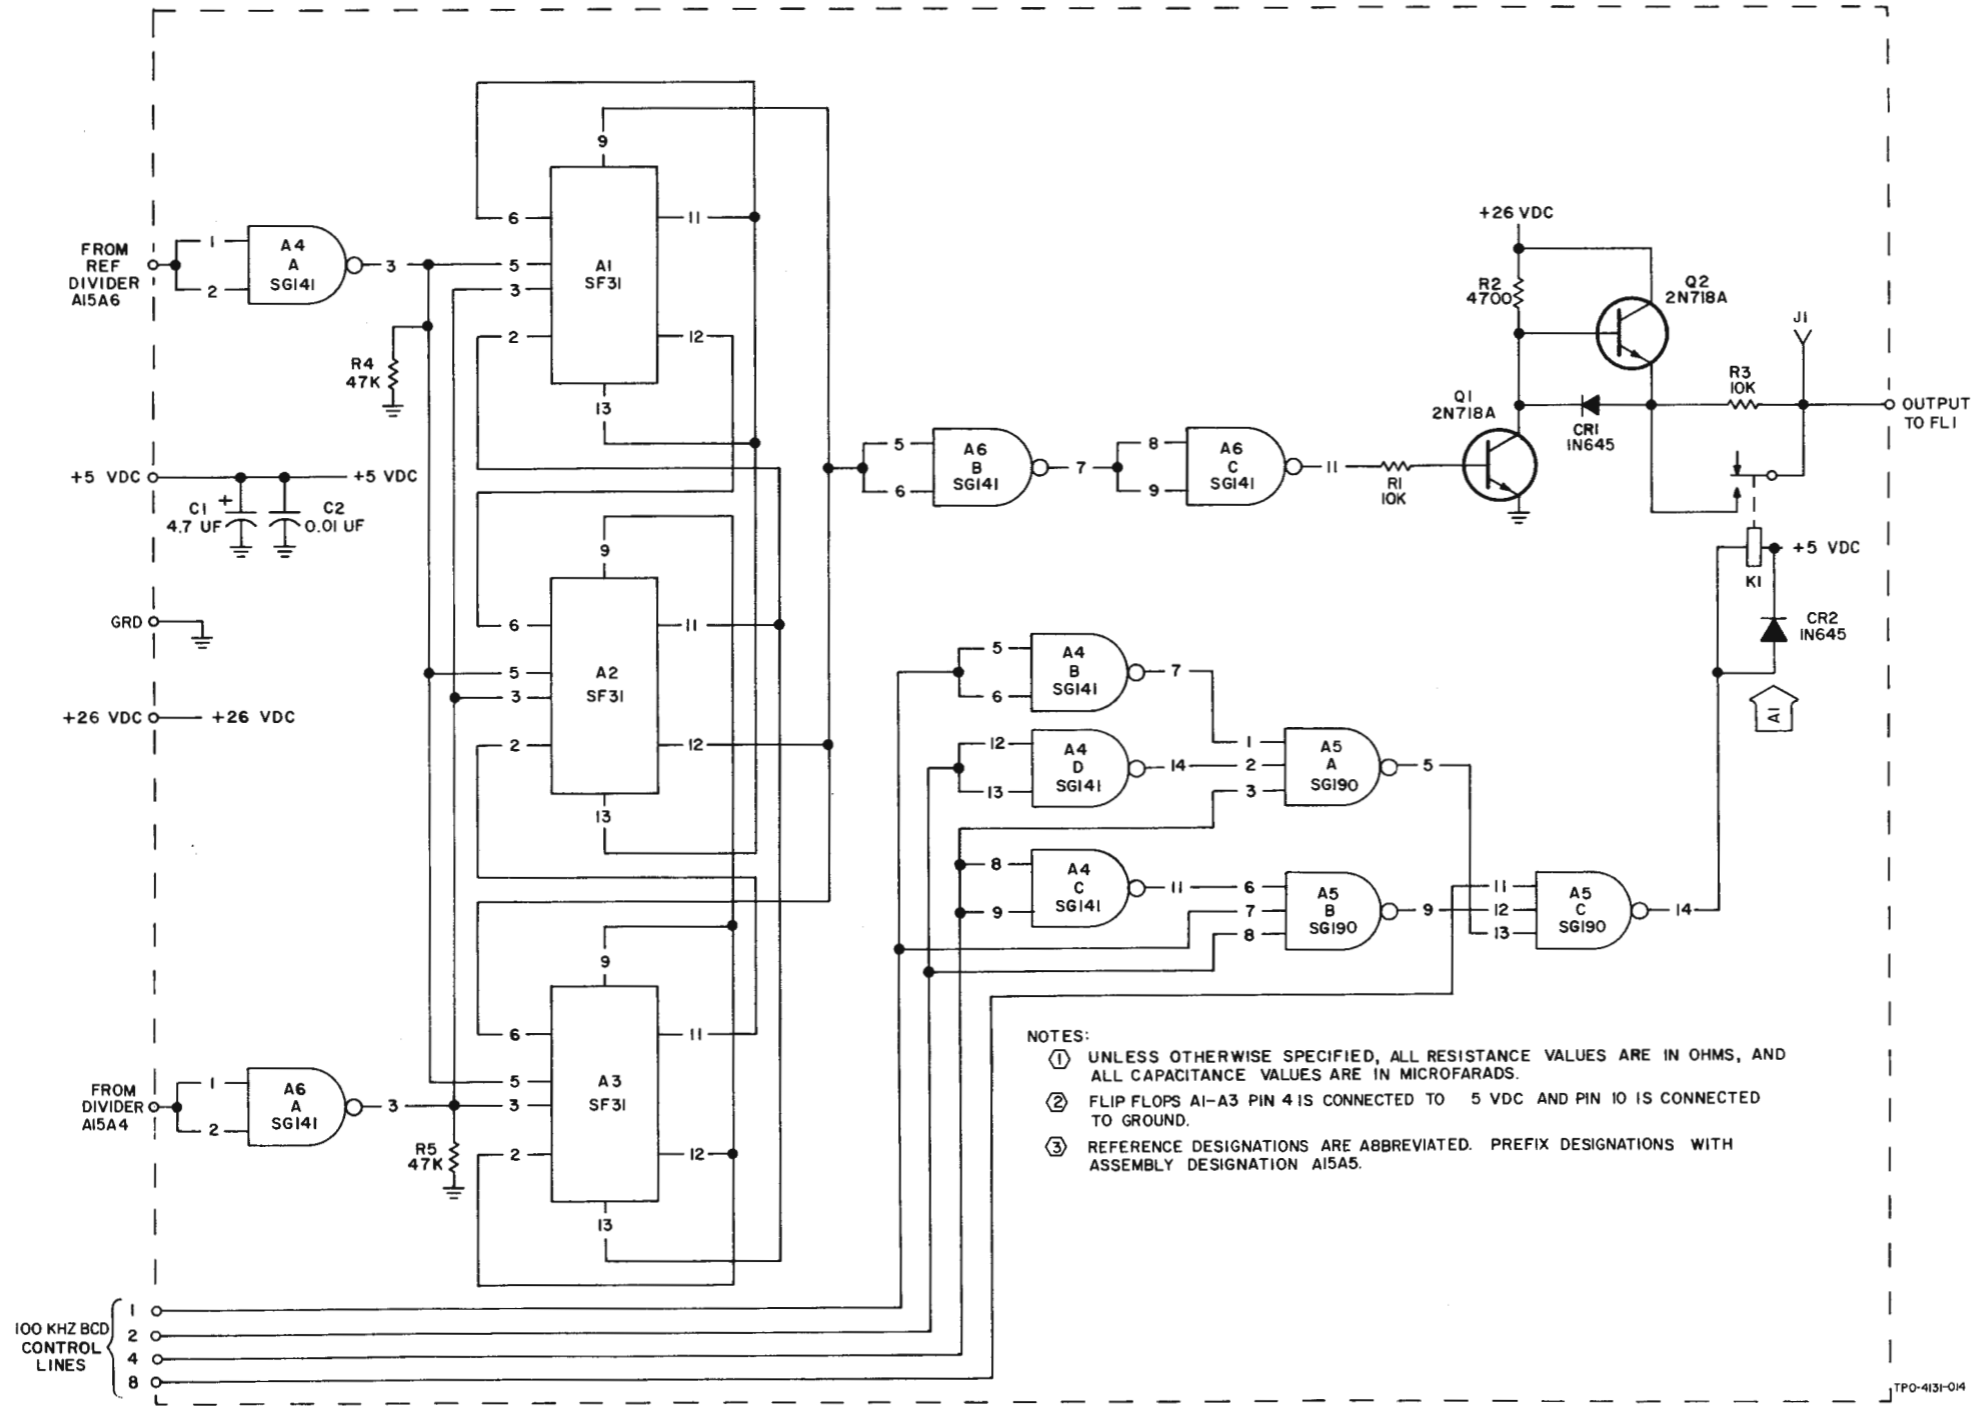 FROM
REF
DIVIDER
A15A6
1
2
A4
A
SG141
3
R4
47K
+5 VDC
+5 VDC
C1
4.7 UF
+
C2
0.01 UF
GRD
+26 VDC
+26 VDC
FROM
DIVIDER
A15A4
1
2
A6
A
SG141
3
R5
47K
9
6
5
3
2
A1
SF31
11
12
13
9
6
5
3
2
A2
SF31
11
12
13
9
6
5
3
2
A3
SF31
11
12
13
5
6
A6
B
SG141
7
8
9
A6
C
SG141
11
R1
10K
Q1
2N718A
+26 VDC
R2
4700
Q2
2N718A
CR1
1N645
R3
10K
J1
OUTPUT
TO FL1
K1
+5 VDC
CR2
1N645
A1
5
6
A4
B
SG141
7
12
13
A4
D
SG141
14
8
9
A4
C
SG141
11
1
2
3
A5
A
SG190
5
6
7
8
A5
B
SG190
9
11
12
13
A5
C
SG190
14
NOTES:
1 UNLESS OTHERWISE SPECIFIED, ALL RESISTANCE VALUES ARE IN OHMS, AND
ALL CAPACITANCE VALUES ARE IN MICROFARADS.
2 FLIP FLOPS A1-A3 PIN 4 IS CONNECTED TO 5 VDC AND PIN 10 IS CONNECTED
TO GROUND.
3 REFERENCE DESIGNATIONS ARE ABBREVIATED. PREFIX DESIGNATIONS WITH
ASSEMBLY DESIGNATION A15A5.
100 KHZ BCD
CONTROL
LINES
1
2
4
8
TPO-4131-014